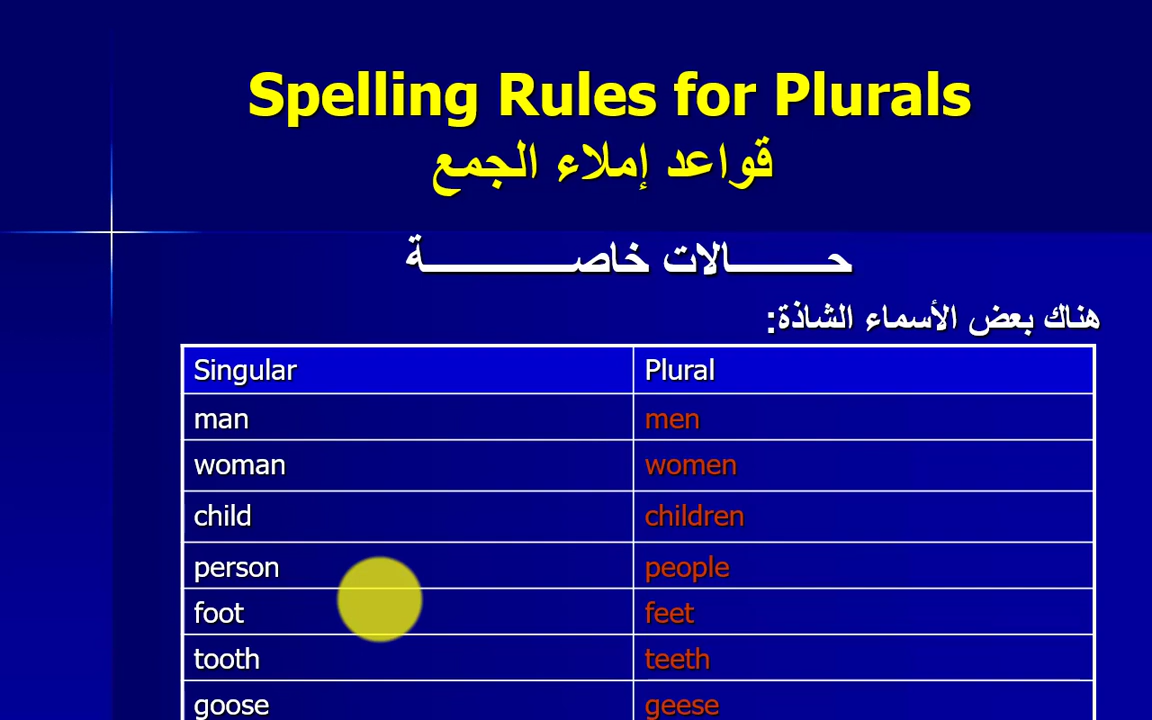 Spelling Rules for Plurals
قواعد إملاء الجمع
حـــــــالات خاصـــــــــــــة
هناك بعض الأسماء الشاذة:
Singular Plural
man men
woman women
child children
person people
foot feet
tooth teeth
goose geese